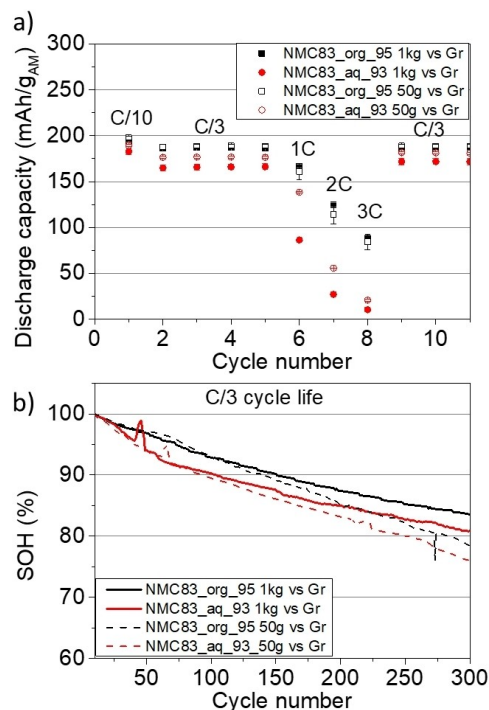 a)
Discharge capacity (mAh/gAM)
300
250
200
150
100
50
0
NMC83_org_95 1kg vs Gr
NMC83_aq_93 1kg vs Gr
NMC83_org_95 50g vs Gr
NMC83_aq_93 50g vs Gr
C/10
C/3
1C
2C
3C
C/3
0 2 4 6 8 10
Cycle number
b)
C/3 cycle life
SOH (%)
100
90
80
70
60
NMC83_org_95 1kg vs Gr
NMC83_aq_93 1kg vs Gr
NMC83_org_95 50g vs Gr
NMC83_aq_93_50g vs Gr
50 100 150 200 250 300
Cycle number